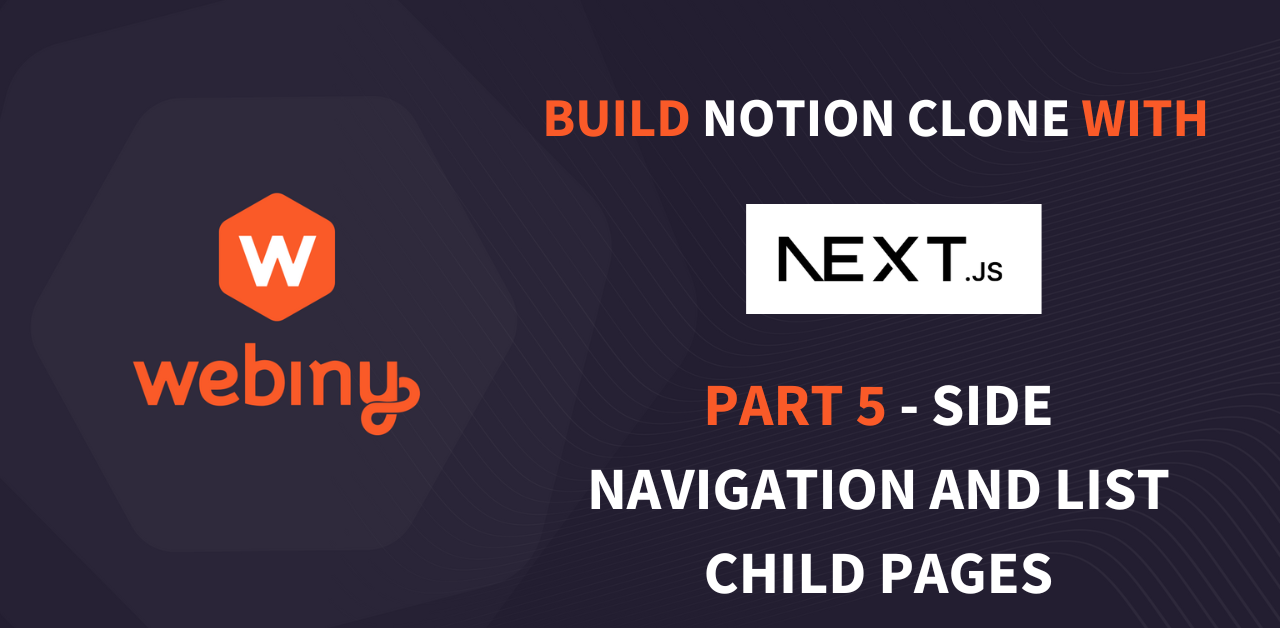 W
webiny
BUILD NOTION CLONE WITH
NEXT.JS
PART 5 - SIDE
NAVIGATION AND LIST
CHILD PAGES